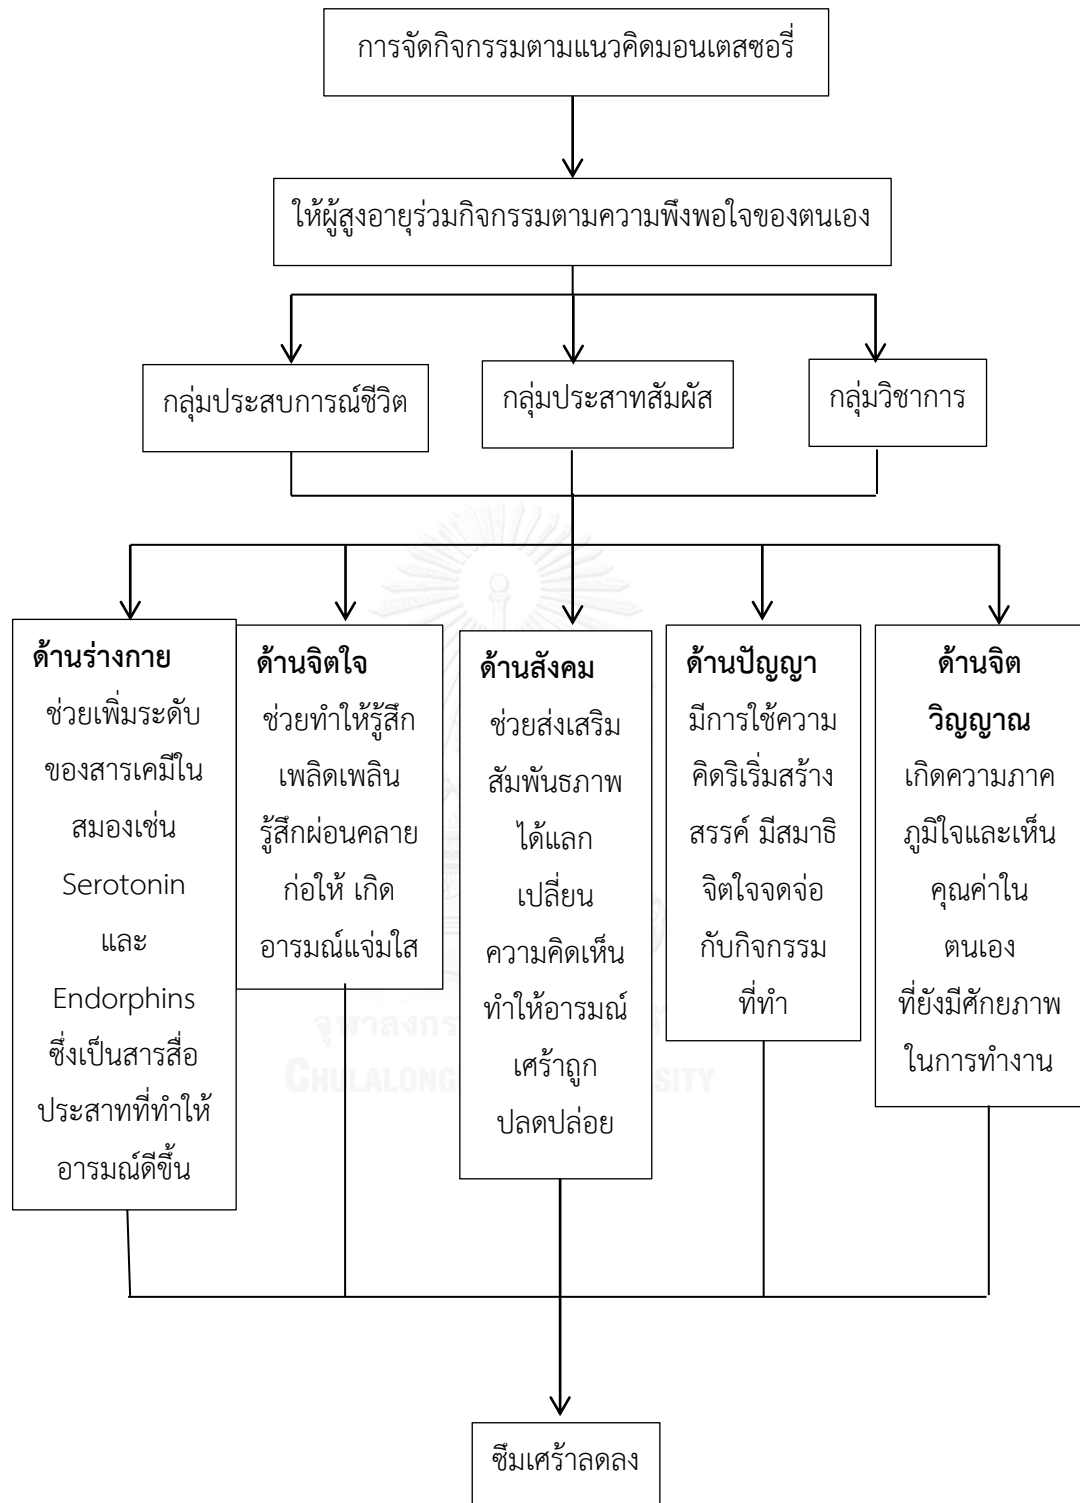 การจัดกิจกรรมตามแนวคิดมอนเตสซอรี่
ให้ผู้สูงอายุร่วมกิจกรรมตามความพึงพอใจของตนเอง
กลุ่มประสบการณ์ชีวิต
กลุ่มประสาทสัมผัส
กลุ่มวิชาการ
ด้านร่างกาย
ช่วยเพิ่มระดับ
ของสารเคมีใน
สมองเช่น
Serotonin
และ
Endorphins
ซึ่งเป็นสารสื่อ
ประสาทที่ทำให้
อารมณ์ดีขึ้น
ด้านจิตใจ
ช่วยทำให้รู้สึก
เพลิดเพลิน
รู้สึกผ่อนคลาย
ก่อให้ เกิด
อารมณ์แจ่มใส
ด้านสังคม
ช่วยส่งเสริม
สัมพันธภาพ
ได้แลก
เปลี่ยน
ความคิดเห็น
ทำให้อารมณ์
เศร้าถูก
ปลดปล่อย
ด้านปัญญา
มีการใช้ความ
คิดริเริ่มสร้าง
สรรค์ มีสมาธิ
จิตใจจดจ่อ
กับกิจกรรม
ที่ทำ
ด้านจิต
วิญญาณ
เกิดความภาค
ภูมิใจและเห็น
คุณค่าใน
ตนเอง
ที่ยังมีศักยภาพ
ในการทำงาน
จุฬาลงกร
CHULALONG SITY
ซึมเศร้าลดลง